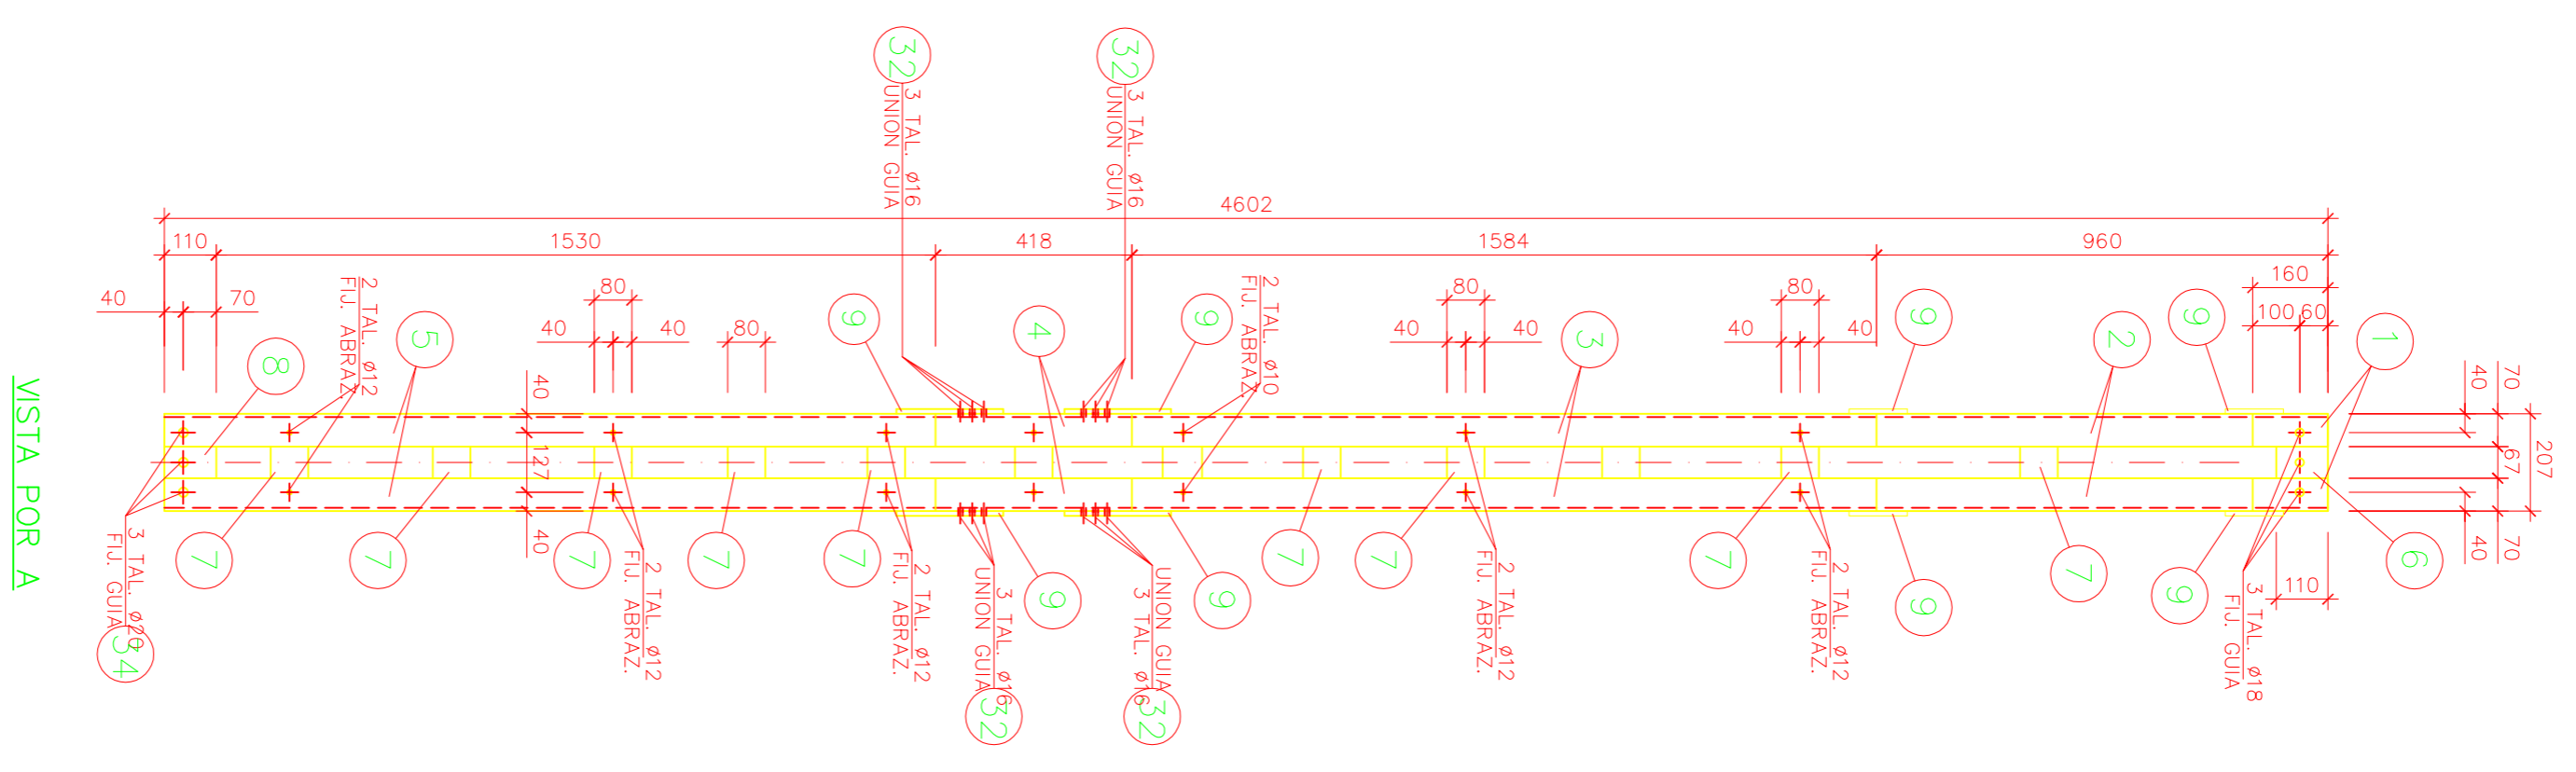 32
3 TAL. ø16
UNION GUIA
32
3 TAL. ø16
UNION GUIA
4602
110
1530
418
1584
960
160
100
60
40
70
2 TAL. ø12
FIJ. ABRAZ.
80
40
40
80
2 TAL. ø10
FIJ. ABRAZ.
80
40
40
80
40
40
8
5
9
4
9
3
9
2
9
1
70
40
207
67
40
70
40
127
40
VISTA POR A
3 TAL. ø20
FIJ. GUIA
34
7
7
7
2 TAL. ø12
FIJ. ABRAZ.
7
7
2 TAL. ø12
FIJ. ABRAZ.
3 TAL. ø16
UNION GUIA
32
9
UNION GUIA
3 TAL. ø16
32
9
7
7
2 TAL. ø12
FIJ. ABRAZ.
7
2 TAL. ø12
FIJ. ABRAZ.
9
7
9
3 TAL. ø18
FIJ. GUIA
110
6